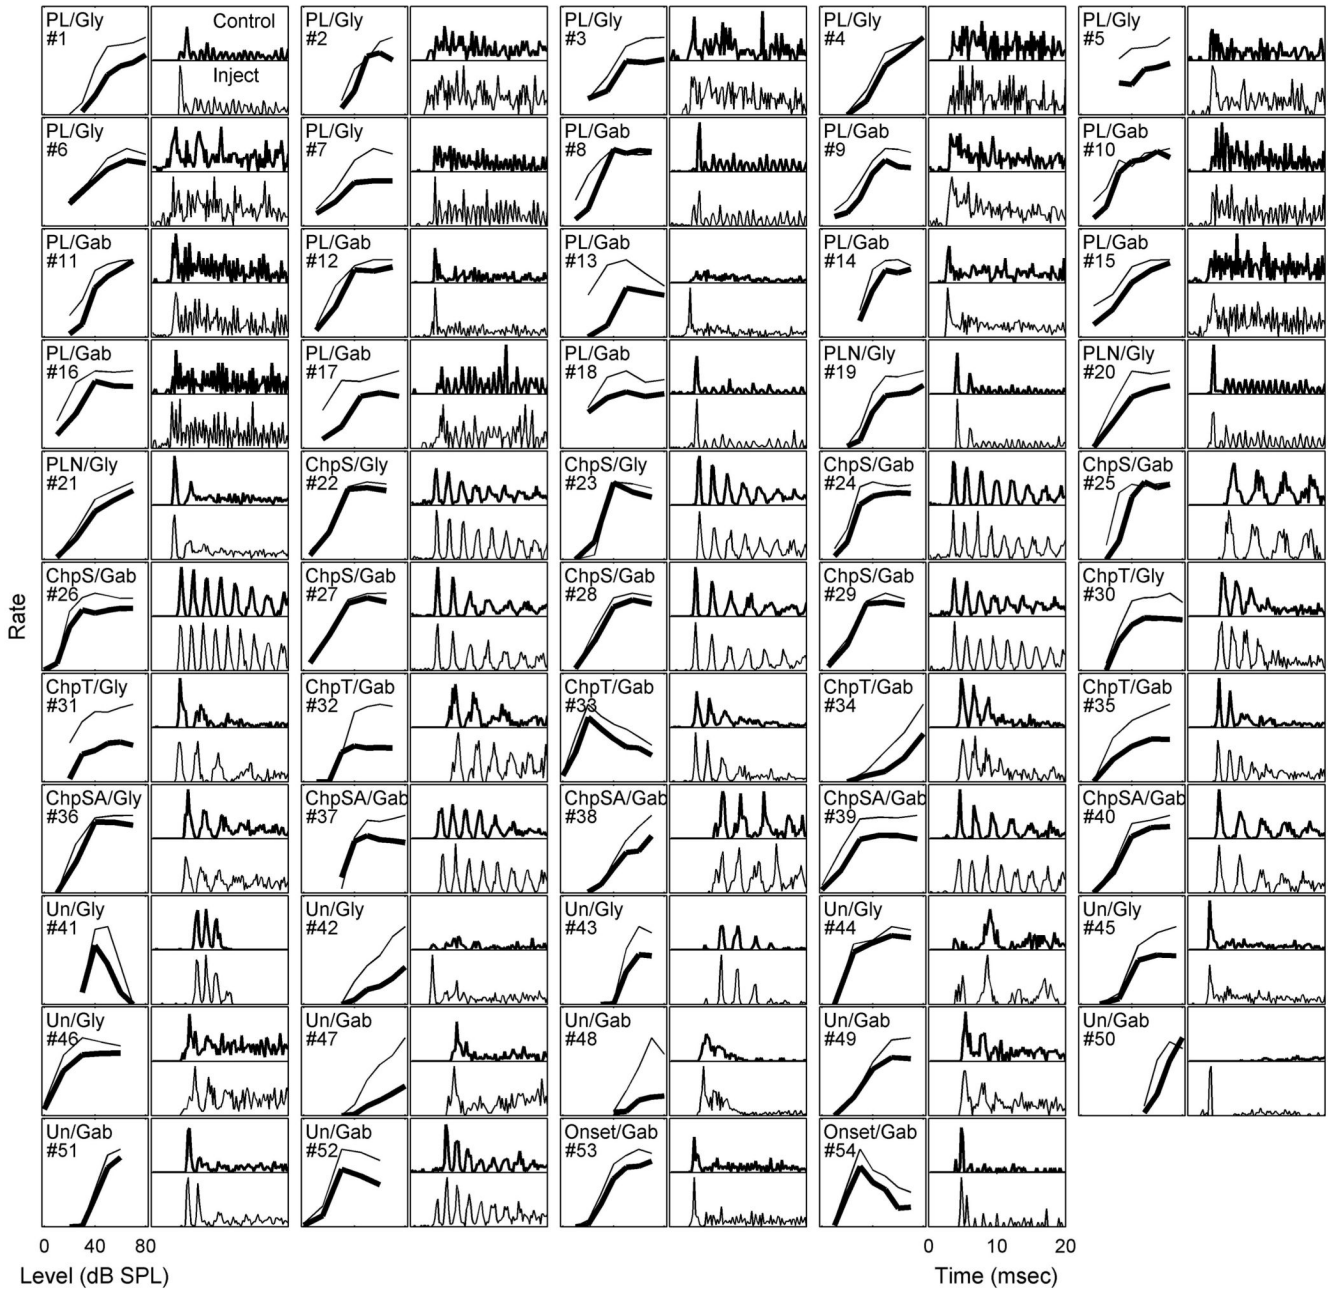 PL/Gly
#1
Control
Inject
PL/Gly
#2
PL/Gly
#3
PL/Gly
#4
PL/Gly
#5
PL/Gly
#6
PL/Gly
#7
PL/Gab
#8
PL/Gab
#9
PL/Gab
#10
PL/Gab
#11
PL/Gab
#12
PL/Gab
#13
PL/Gab
#14
PL/Gab
#15
PL/Gab
#16
PL/Gab
#17
PL/Gab
#18
PLN/Gly
#19
PLN/Gly
#20
PLN/Gly
#21
ChpS/Gly
#22
ChpS/Gly
#23
ChpS/Gab
#24
ChpS/Gab
#25
ChpS/Gab
#26
ChpS/Gab
#27
ChpS/Gab
#28
ChpS/Gab
#29
ChpT/Gly
#30
ChpT/Gly
#31
ChpT/Gab
#32
ChpT/Gab
#33
ChpT/Gab
#34
ChpT/Gab
#35
ChpSA/Gly
#36
ChpSA/Gab
#37
ChpSA/Gab
#38
ChpSA/Gab
#39
ChpSA/Gab
#40
Un/Gly
#41
Un/Gly
#42
Un/Gly
#43
Un/Gly
#44
Un/Gly
#45
Un/Gly
#46
Un/Gab
#47
Un/Gab
#48
Un/Gab
#49
Un/Gab
#50
Un/Gab
#51
Un/Gab
#52
Onset/Gab
#53
Onset/Gab
#54
Rate
0 40 80
Level (dB SPL)
0 10 20
Time (msec)